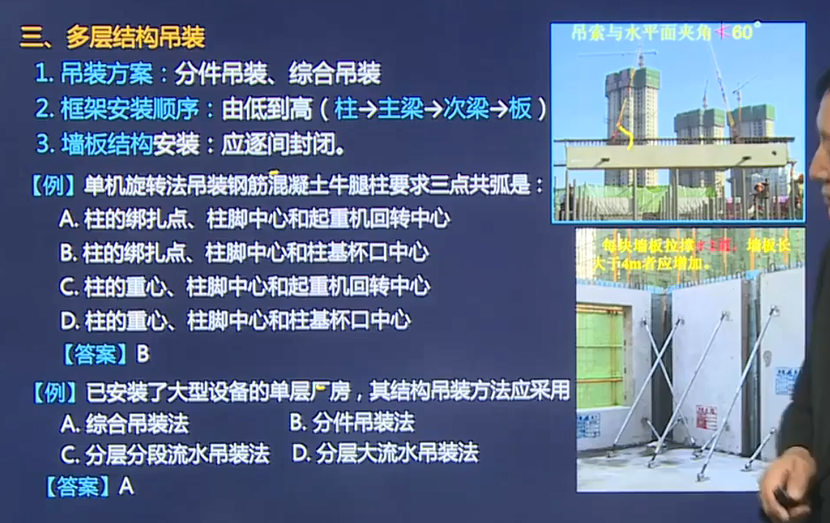 三、多层结构吊装
1. 吊装方案：分件吊装、综合吊装
2. 框架安装顺序：由低到高（柱→主梁→次梁→板）
3. 墙板结构安装：应逐间封闭。
【例】单机旋转法吊装钢筋混凝土牛腿柱要求三点共弧是：
A. 柱的绑扎点、柱脚中心和起重机回转中心
B. 柱的绑扎点、柱脚中心和柱基杯口中心
C. 柱的重心、柱脚中心和起重机回转中心
D. 柱的重心、柱脚中心和柱基杯口中心
【答案】B
【例】已安装了大型设备的单层厂房，其结构吊装方法应采用
A. 综合吊装法 B. 分件吊装法
C. 分层分段流水吊装法 D. 分层大流水吊装法
【答案】A
吊索与水平面夹角 60°
每块墙板拉撑 墙板长
大于4m者应增加。